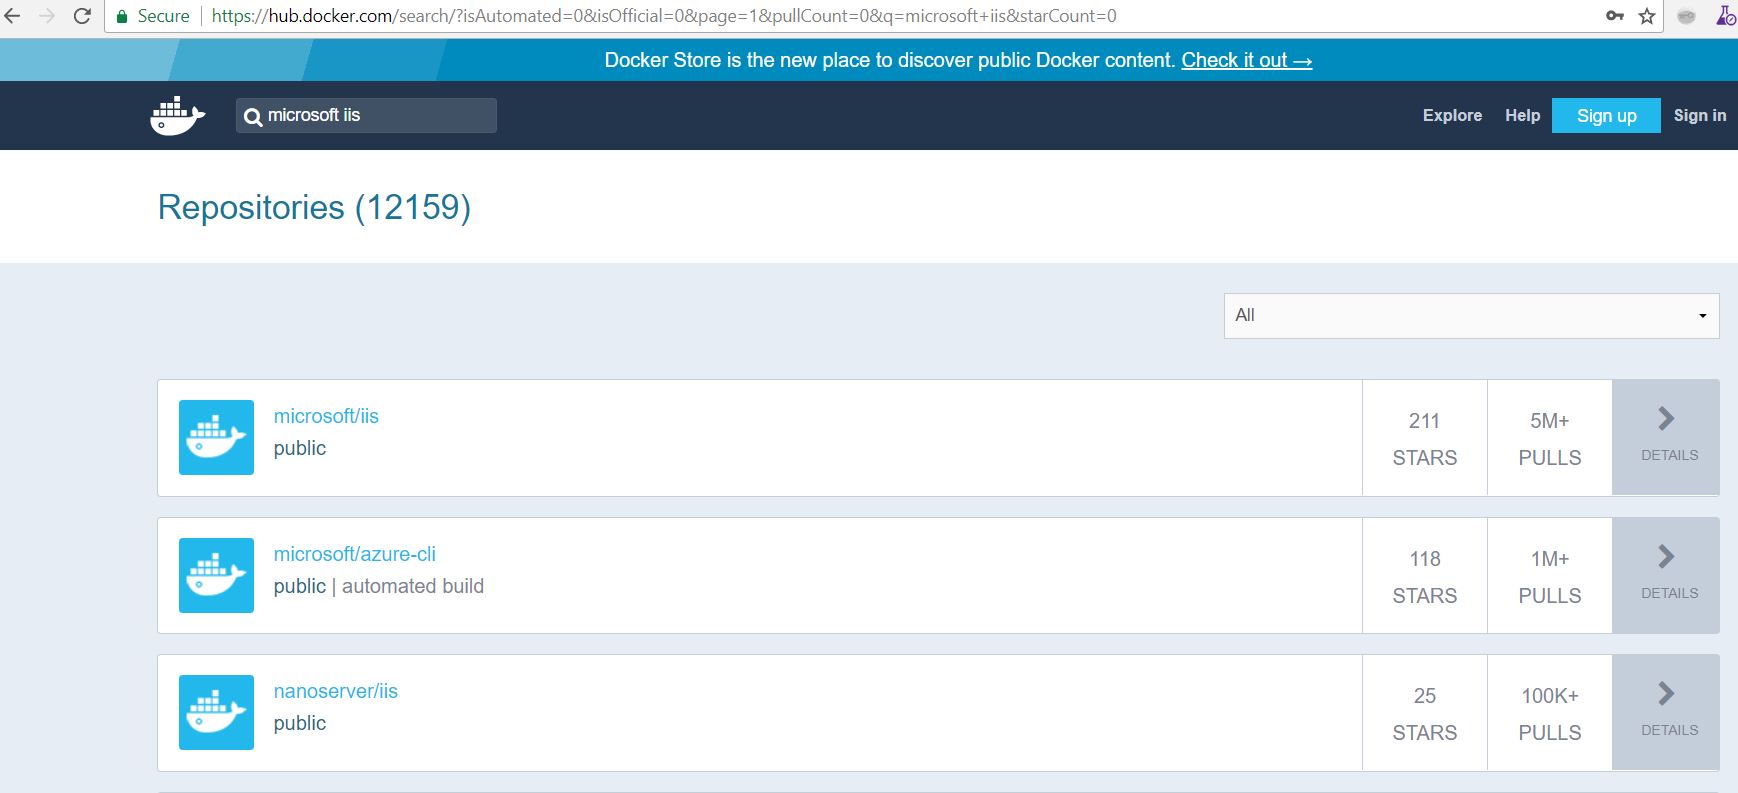 Secure https://hub.docker.com/search/?isAutomated=0&isOfficial=0&page=1&pullCount=0&q=microsoft+iis&starCount=0
Docker Store is the new place to discover public Docker content. Check it out →
microsoft iis Explore Help Sign up Sign in
Repositories (12159)
All
microsoft/iis
public
211
STARS
5M+
PULLS
DETAILS
microsoft/azure-cli
public | automated build
118
STARS
1M+
PULLS
DETAILS
nanoserver/iis
public
25
STARS
100K+
PULLS
DETAILS